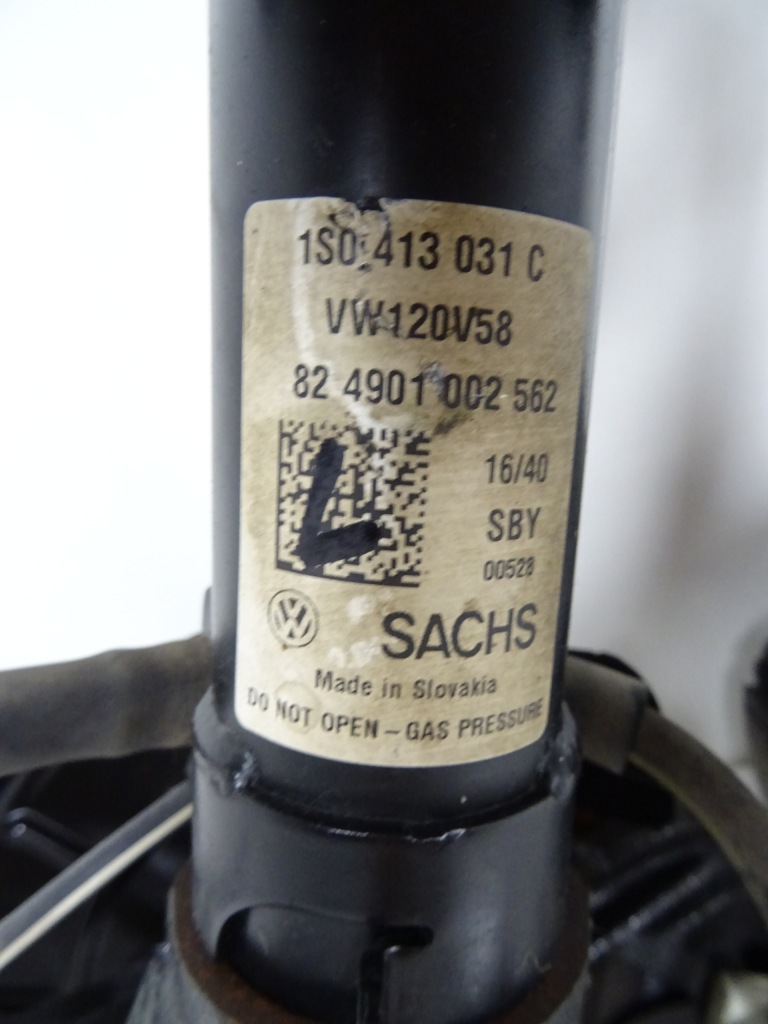 1S0 413 031 C
VW120V58
82 4901 002 562
16/40
L
SBY
00528
SACHS
Made in Slovakia
DO NOT OPEN – GAS PRESSURE